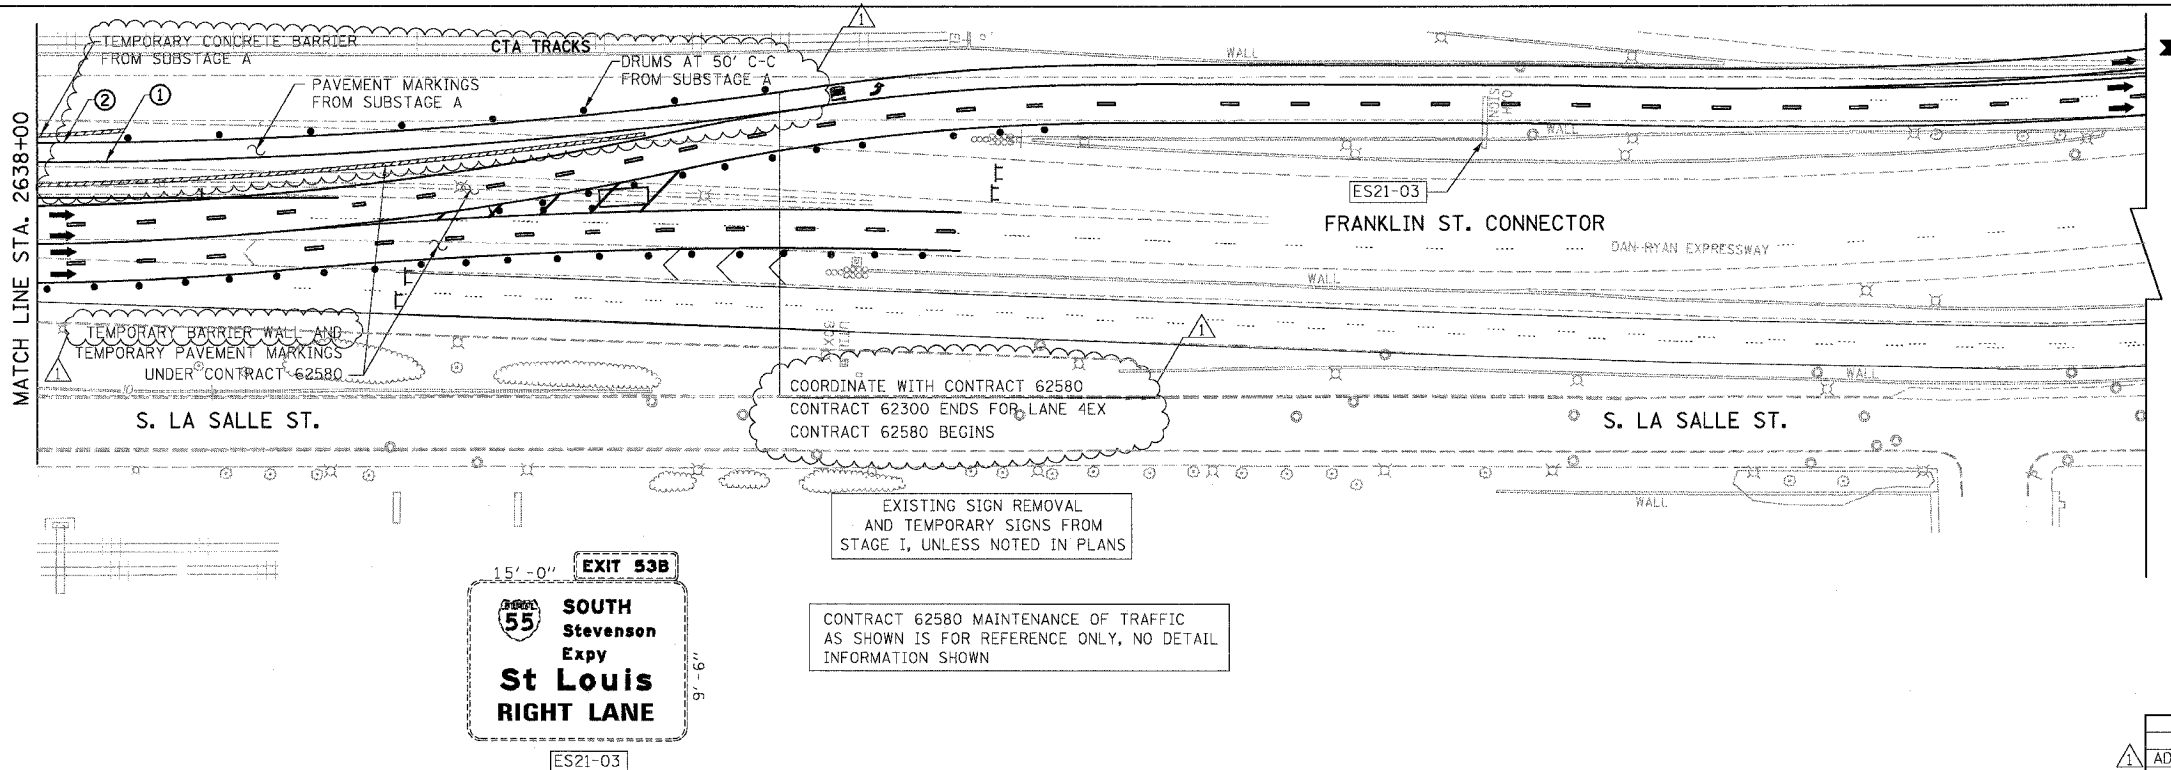 1
TEMPORARY CONCRETE BARRIER
FROM SUBSTAGE A
CTA TRACKS
DRUMS AT 50' C-C
FROM SUBSTAGE A
WALL
PAVEMENT MARKINGS
FROM SUBSTAGE A
2
1
MATCH LINE STA. 2638+00
WALL
ES21-03
FRANKLIN ST. CONNECTOR
DAN RYAN EXPRESSWAY
WALL
TEMPORARY BARRIER WALL AND
TEMPORARY PAVEMENT MARKINGS
UNDER CONTRACT 62580
1
1
COORDINATE WITH CONTRACT 62580
CONTRACT 62300 ENDS FOR LANE 4EX
CONTRACT 62580 BEGINS
WALL
S. LA SALLE ST.
S. LA SALLE ST.
WALL
EXISTING SIGN REMOVAL
AND TEMPORARY SIGNS FROM
STAGE I, UNLESS NOTED IN PLANS
15'-0"
EXIT 53B
55
SOUTH
Stevenson
Expy
St Louis
RIGHT LANE
9'-6"
ES21-03
CONTRACT 62580 MAINTENANCE OF TRAFFIC
AS SHOWN IS FOR REFERENCE ONLY, NO DETAIL
INFORMATION SHOWN
1
AD